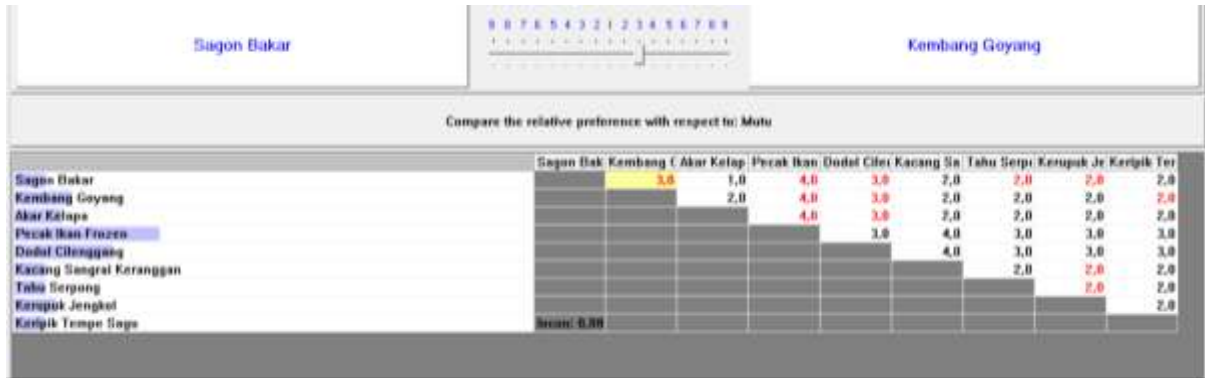 9 8 7 6 5 4 3 2 1 2 3 4 5 6 7 8 9
Sagon Bakar Kembang Goyang
Compare the relative preference with respect to: Mutu
Sagon Bak Kembang G Akar Kelap Pecak Ikan Dodol Cilen Kacang Sa Tahu Serp Kerupuk Je Keripik Tem
Sagon Bakar 3,0 1,0 4,0 3,0 2,0 2,0 2,0 2,0
Kembang Goyang 2,0 4,0 3,0 2,0 2,0 2,0 2,0
Akar Kelapa 4,0 3,0 2,0 2,0 2,0 2,0
Pecak Ikan Frozen 3,0 4,0 3,0 3,0 3,0
Dodol Cilenggang 4,0 3,0 3,0 3,0
Kacang Sangrai Keranggan 2,0 2,0 2,0
Tahu Serpong 2,0 2,0
Kerupuk Jengkol 2,0
Keripik Tempe Sagu Incon: